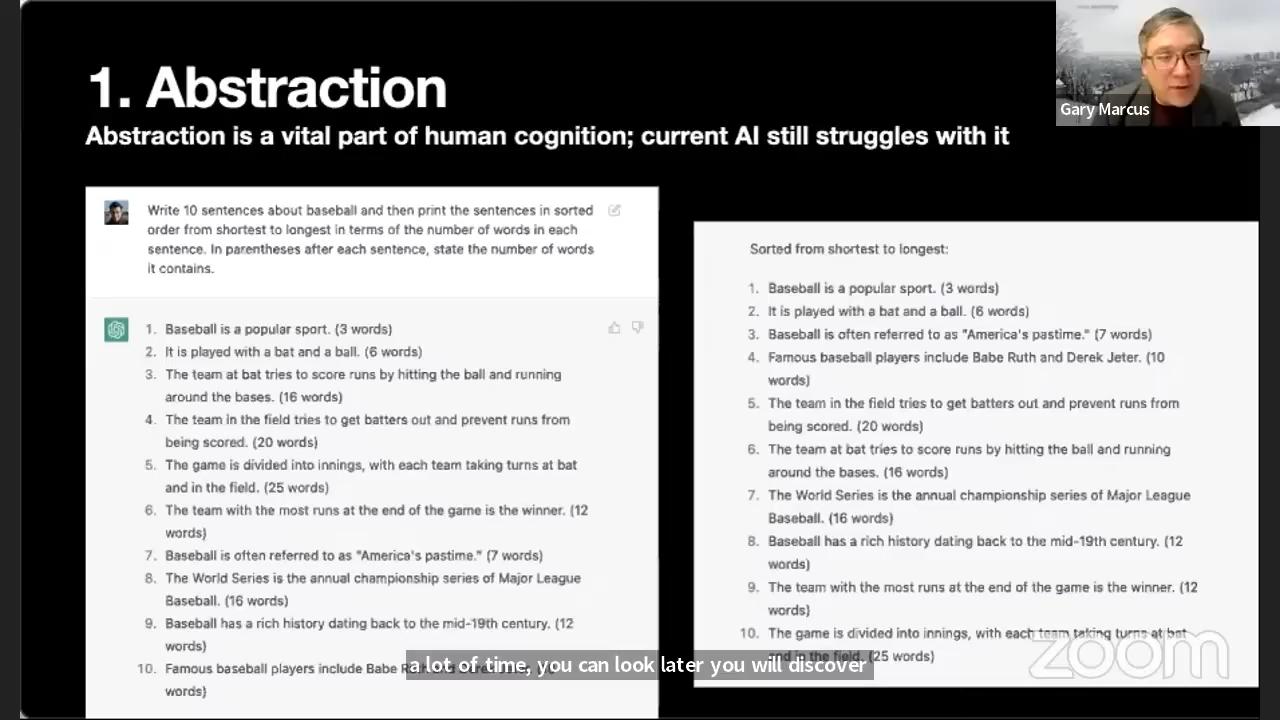 1. Abstraction
Abstraction is a vital part of human cognition; current AI still struggles with it
Gary Marcus
Write 10 sentences about baseball and then print the sentences in sorted
order from shortest to longest in terms of the number of words in each
sentence. In parentheses after each sentence, state the number of words
it contains.
1. Baseball is a popular sport. (3 words)
2. It is played with a bat and a ball. (6 words)
3. The team at bat tries to score runs by hitting the ball and running
around the bases. (16 words)
4. The team in the field tries to get batters out and prevent runs from
being scored. (20 words)
5. The game is divided into innings, with each team taking turns at bat
and in the field. (25 words)
6. The team with the most runs at the end of the game is the winner. (12
words)
7. Baseball is often referred to as "America's pastime." (7 words)
8. The World Series is the annual championship series of Major League
Baseball. (16 words)
9. Baseball has a rich history dating back to the mid-19th century. (12
words)
10. Famous baseball players include Babe
words)
Sorted from shortest to longest:
1. Baseball is a popular sport. (3 words)
2. It is played with a bat and a ball. (6 words)
3. Baseball is often referred to as "America's pastime." (7 words)
4. Famous baseball players include Babe Ruth and Derek Jeter. (10
words)
5. The team in the field tries to get batters out and prevent runs from
being scored. (20 words)
6. The team at bat tries to score runs by hitting the ball and running
around the bases. (16 words)
7. The World Series is the annual championship series of Major League
Baseball. (16 words)
8. Baseball has a rich history dating back to the mid-19th century. (12
words)
9. The team with the most runs at the end of the game is the winner. (12
words)
10. The game is divided into innings, with each team taking turns at bat
and in the field. (25 words)
a lot of time, you can look later you will discover
zoom